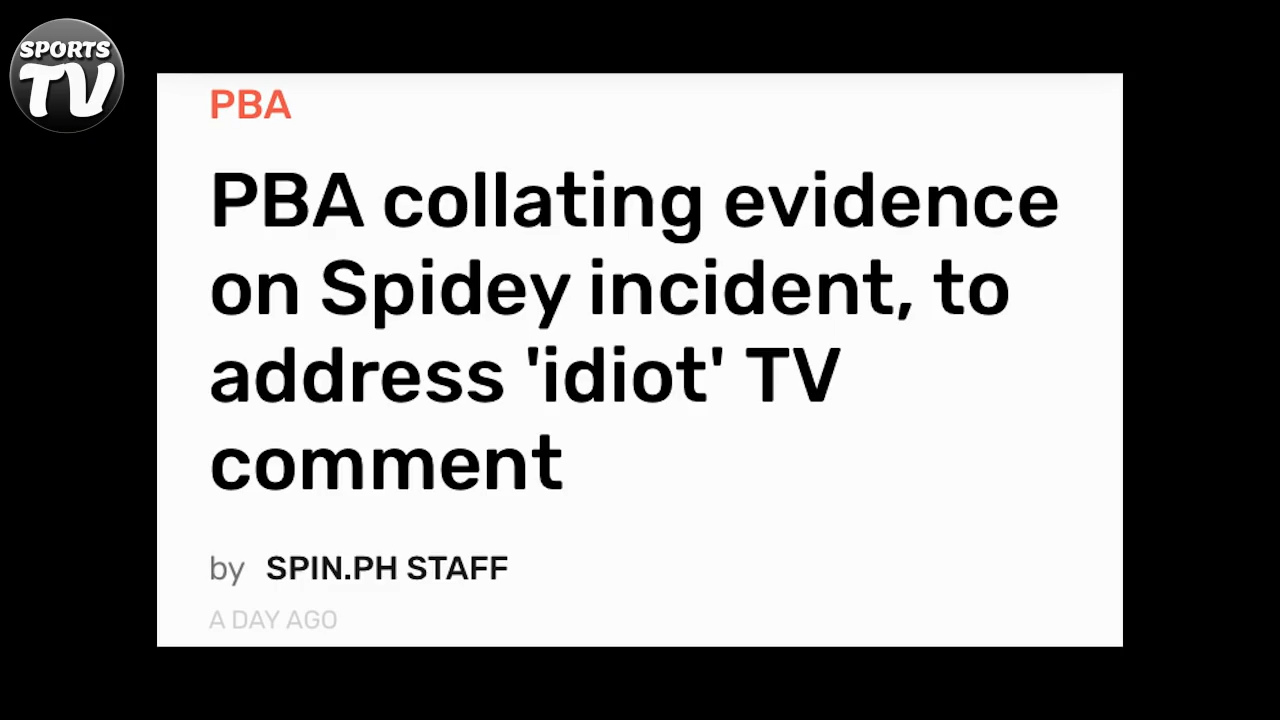 SPORTS
TV
PBA
PBA collating evidence
on Spidey incident, to
address 'idiot' TV
comment
by SPIN.PH STAFF
A DAY AGO